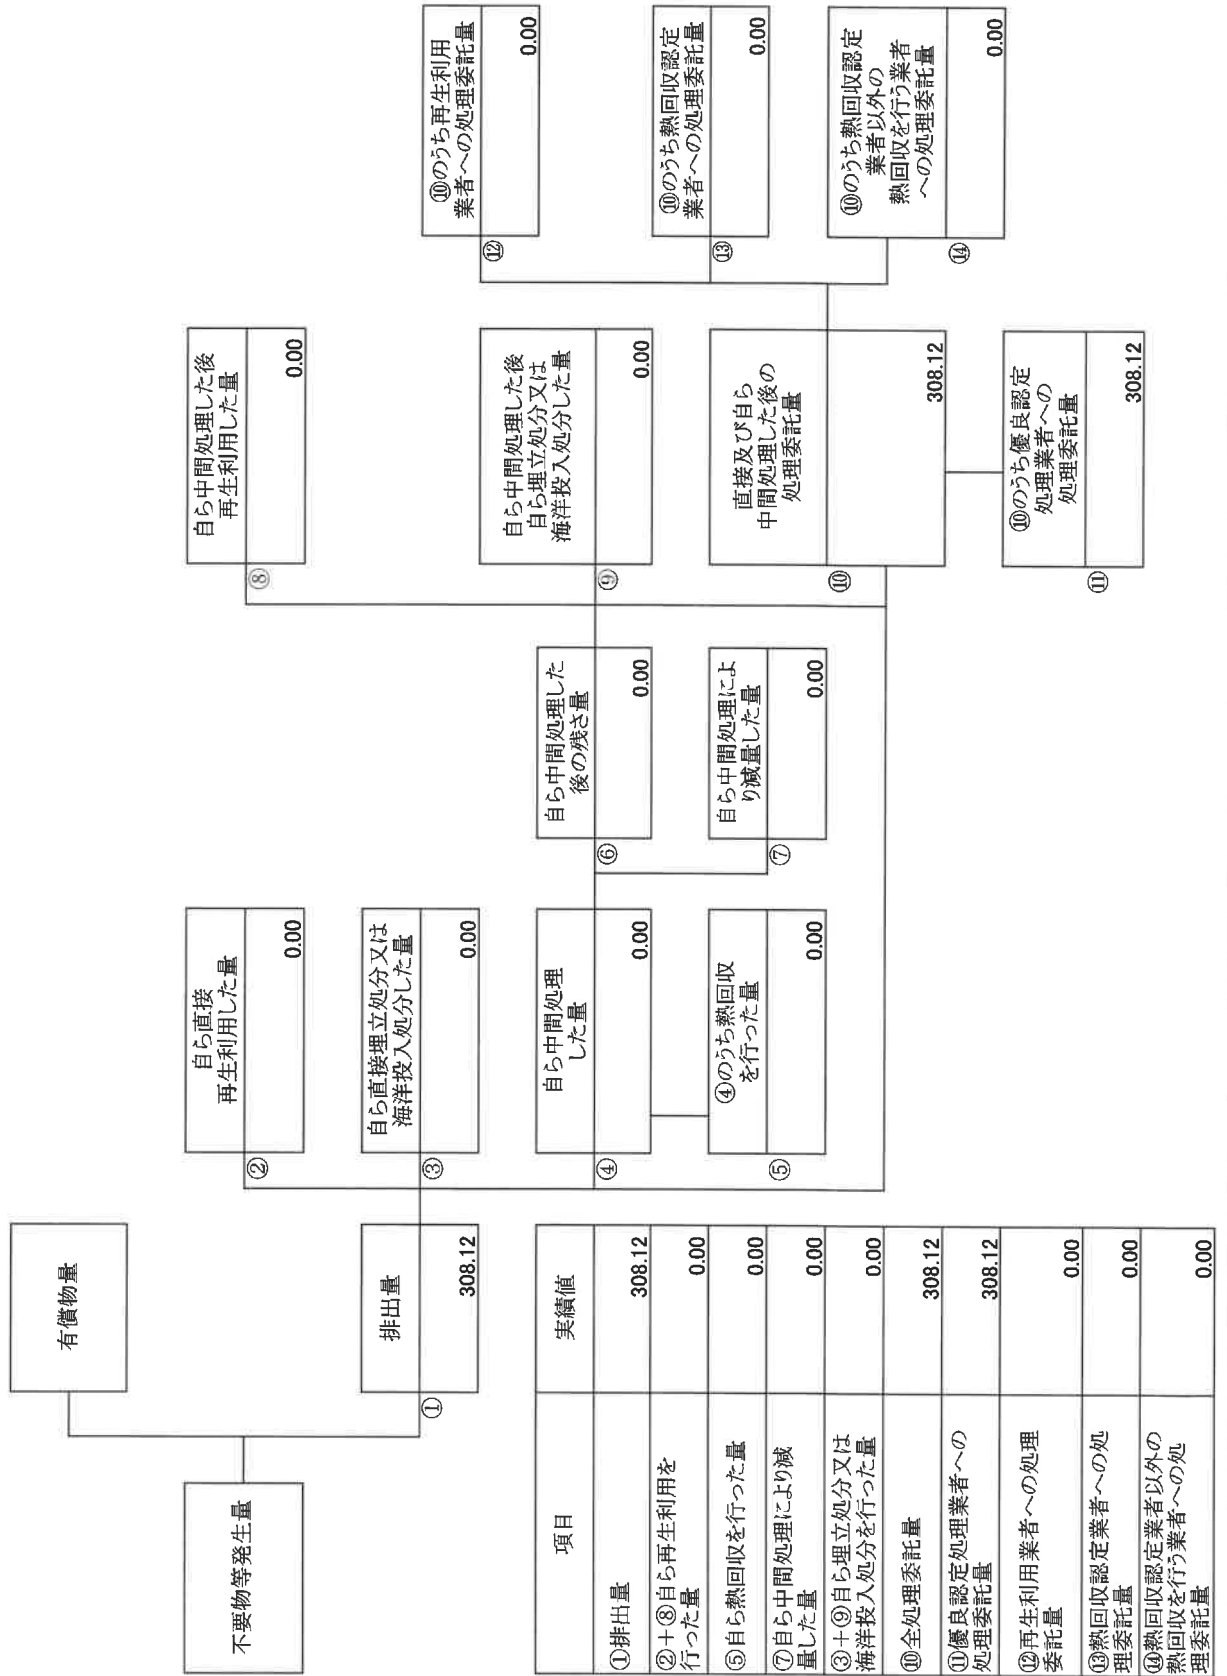 不要物等発生量
有償物量
排出量
①
308.12
自ら直接
再生利用した量
②
0.00
自ら直接埋立処分又は
海洋投入処分した量
③
0.00
自ら中間処理
した量
④
0.00
④のうち熱回収
を行った量
⑤
0.00
自ら中間処理した
後の残さ量
⑥
0.00
自ら中間処理によ
り減量した量
⑦
0.00
自ら中間処理した後
再生利用した量
⑧
0.00
自ら中間処理した後
自ら埋立処分又は
海洋投入処分した量
⑨
0.00
直接及び自ら
中間処理した後の
処理委託量
⑩
308.12
⑩のうち優良認定
処理業者への
処理委託量
⑪
308.12
⑩のうち再生利用
業者への処理委託量
⑫
0.00
⑩のうち熱回収認定
業者への処理委託量
⑬
0.00
⑩のうち熱回収認定
業者以外の
熱回収を行う業者
への処理委託量
⑭
0.00
項目
実績値
①排出量
308.12
②+⑧自ら再生利用を
行った量
0.00
⑤自ら熱回収を行った量
0.00
⑦自ら中間処理により減
量した量
0.00
③+⑨自ら埋立処分又は
海洋投入処分を行った量
0.00
⑩全処理委託量
308.12
⑪優良認定処理業者への
処理委託量
308.12
⑫再生利用業者への処理
委託量
0.00
⑬熱回収認定業者への処
理委託量
0.00
⑭熱回収認定業者以外の
熱回収を行う業者への処
理委託量
0.00